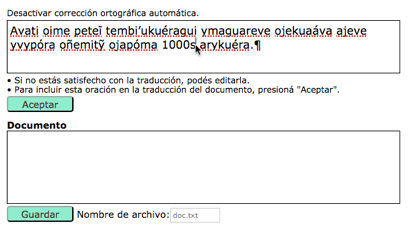 Desactivar corrección ortográfica automática.
Avati oime peteĩ tembi’ukuéragui ymaguareve ojekuaáva ajeve
yvypóra oñemitỹ ojapóma 1000s arykuéra.¶
• Si no estás satisfecho con la traducción, podés editarla.
• Para incluir esta oración en la traducción del documento, presioná "Aceptar".
Aceptar
Documento
Guardar Nombre de archivo: doc.txt